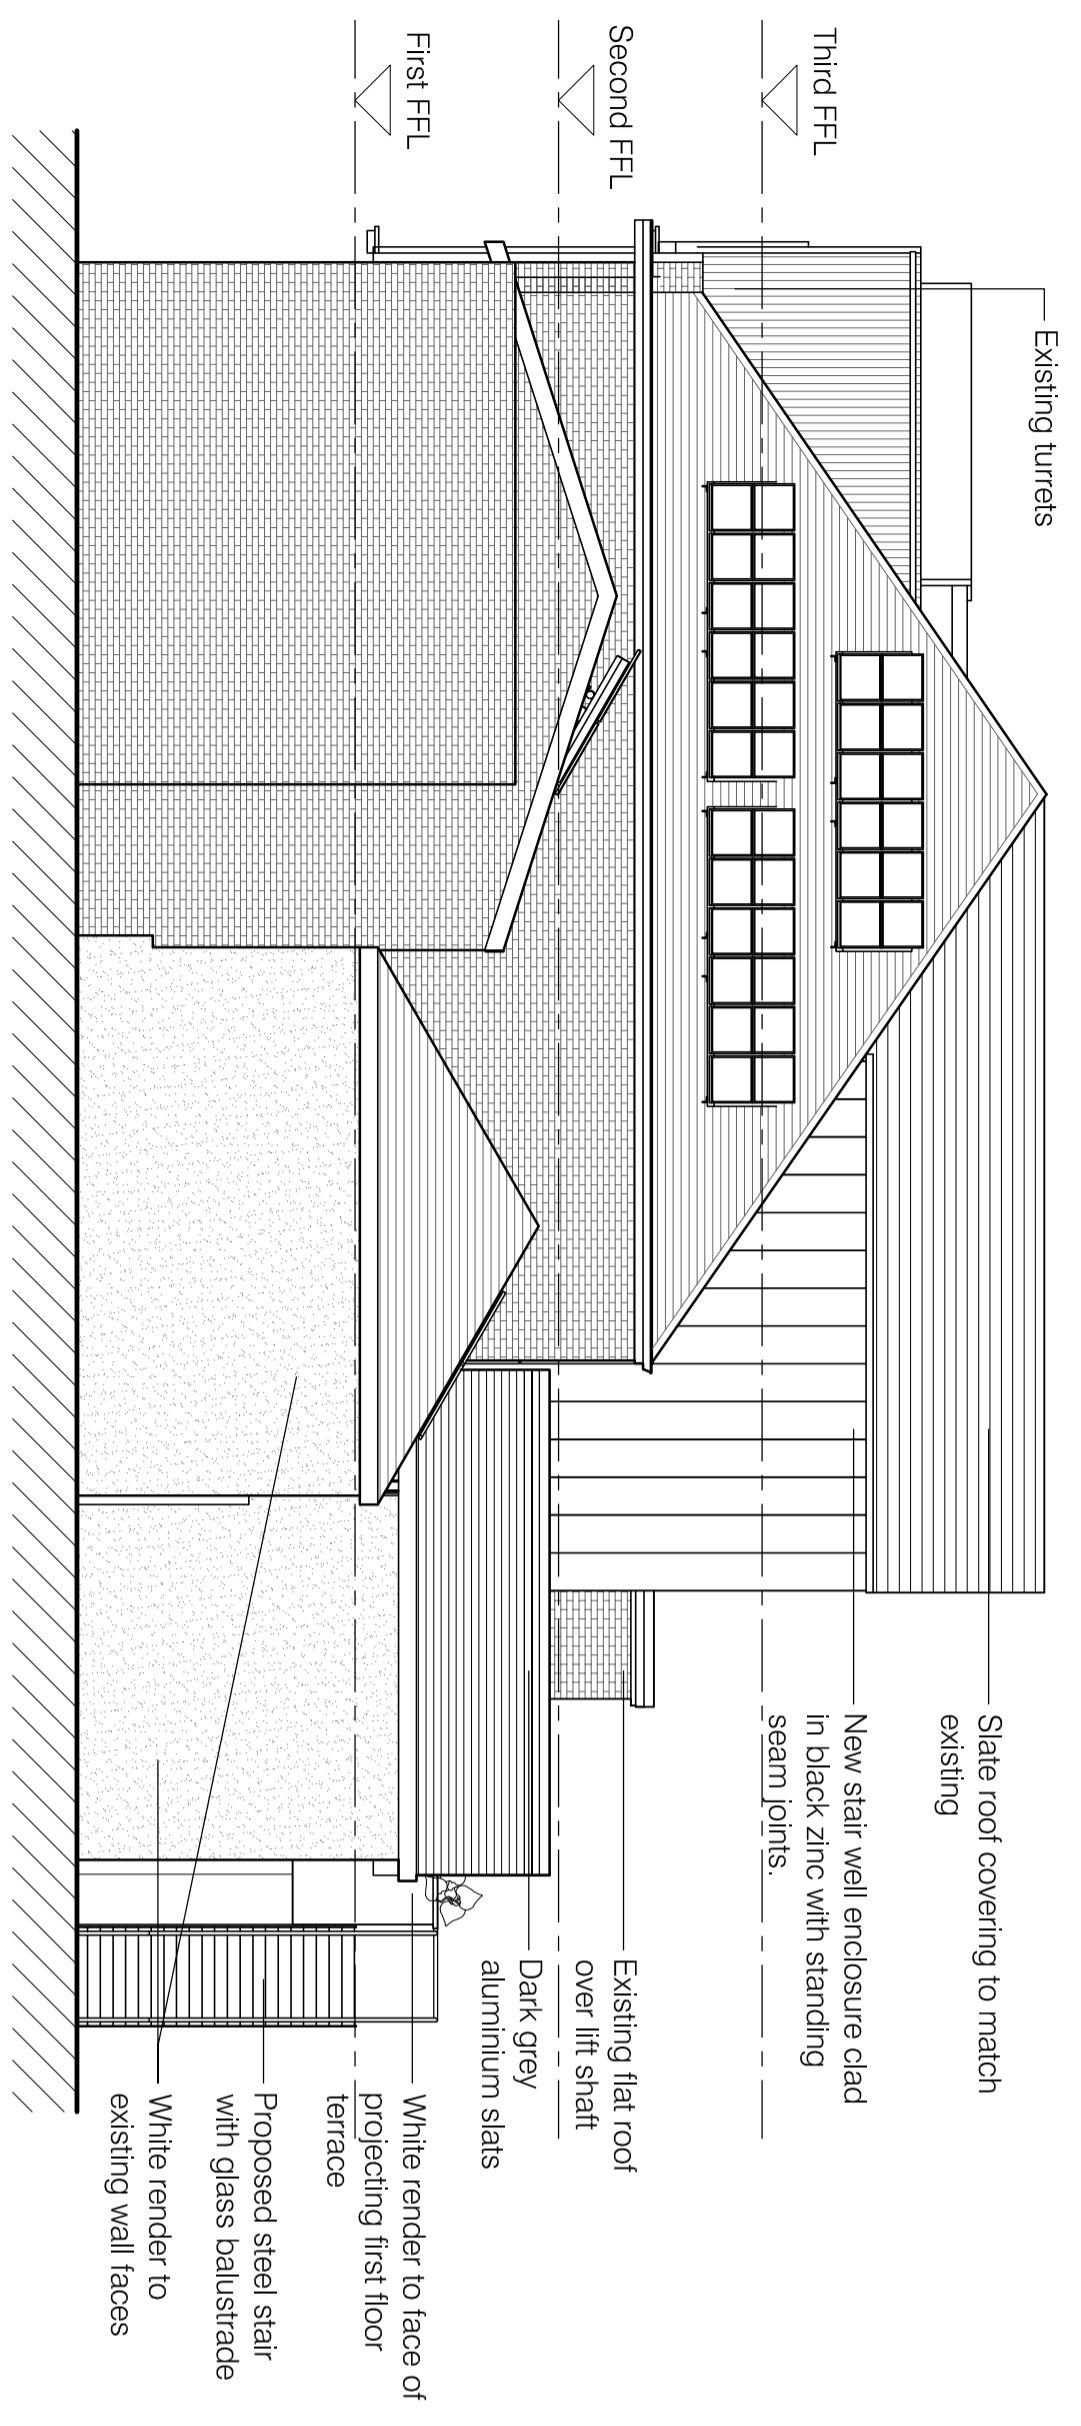 Existing turrets
Third FFL
Second FFL
First FFL
Slate roof covering to match
existing
New stair well enclosure clad
in black zinc with standing
seam joints.
Existing flat roof
over lift shaft
Dark grey
aluminium slats
White render to face of
projecting first floor
terrace
Proposed steel stair
with glass balustrade
White render to
existing wall faces